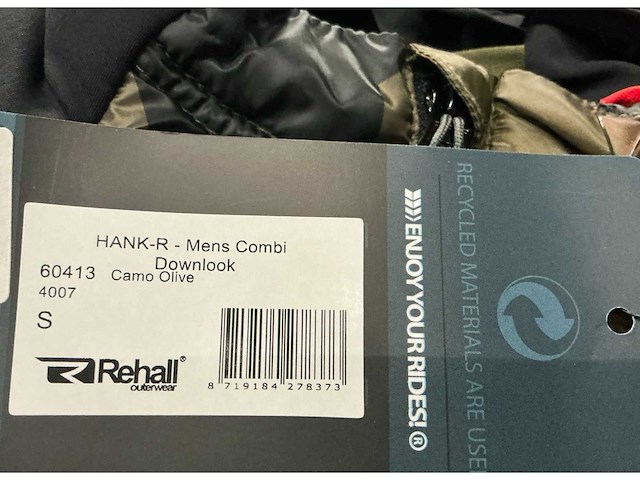 HANK-R - Mens Combi
Downlook
60413 Camo Olive
4007
S
Rehall®
outerwear
8 719184 278373
ENJOY YOUR RIDES!®
RECYCLED MATERIALS ARE USE